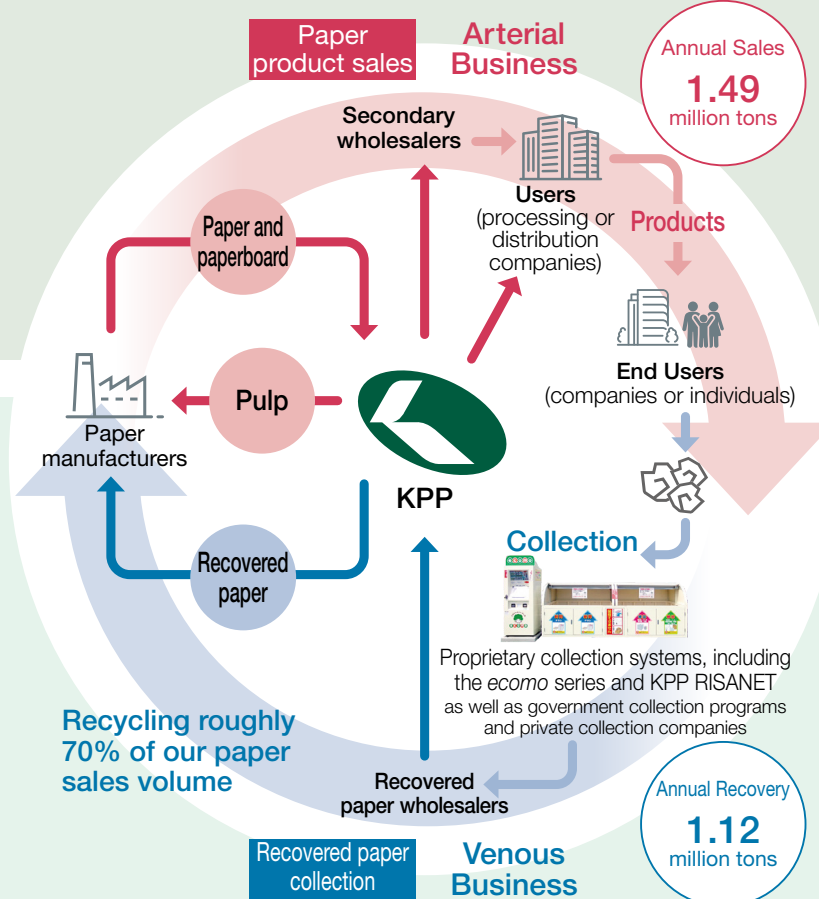 Paper
product sales
Arterial
Business
Annual Sales
1.49
million tons
Secondary
wholesalers
Users
(processing or
distribution
companies)
Products
Paper and
paperboard
End Users
(companies or individuals)
Pulp
Paper
manufacturers
KPP
Collection
Recovered
paper
Proprietary collection systems, including
the ecomo series and KPP RISANET
as well as government collection programs
and private collection companies
Recycling roughly
70% of our paper
sales volume
Recovered
paper wholesalers
Annual Recovery
1.12
million tons
Recovered paper
collection
Venous
Business